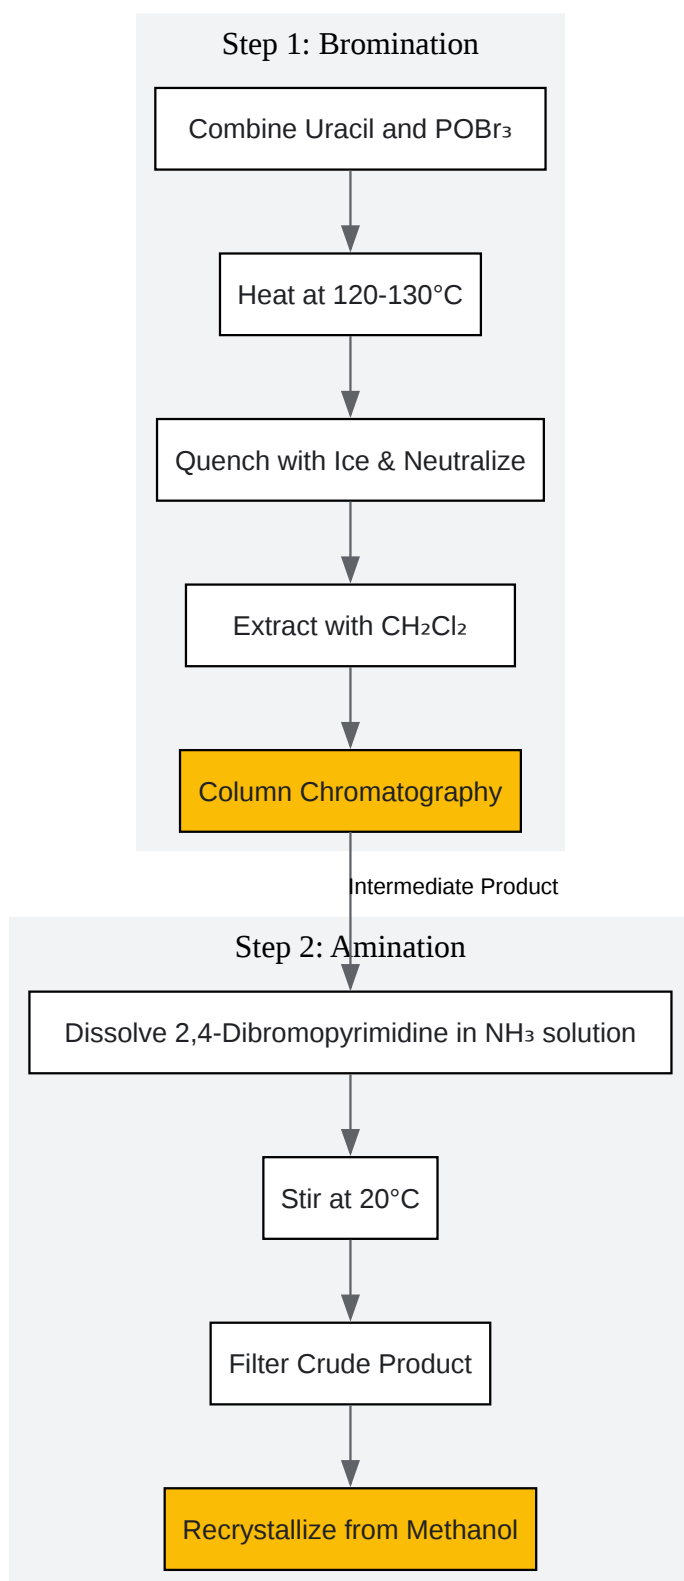 Step 1: Bromination
Combine Uracil and POBr₃
Heat at 120-130°C
Quench with Ice & Neutralize
Extract with CH₂Cl₂
Column Chromatography
Intermediate Product
Step 2: Amination
Dissolve 2,4-Dibromopyrimidine in NH₃ solution
Stir at 20°C
Filter Crude Product
Recrystallize from Methanol